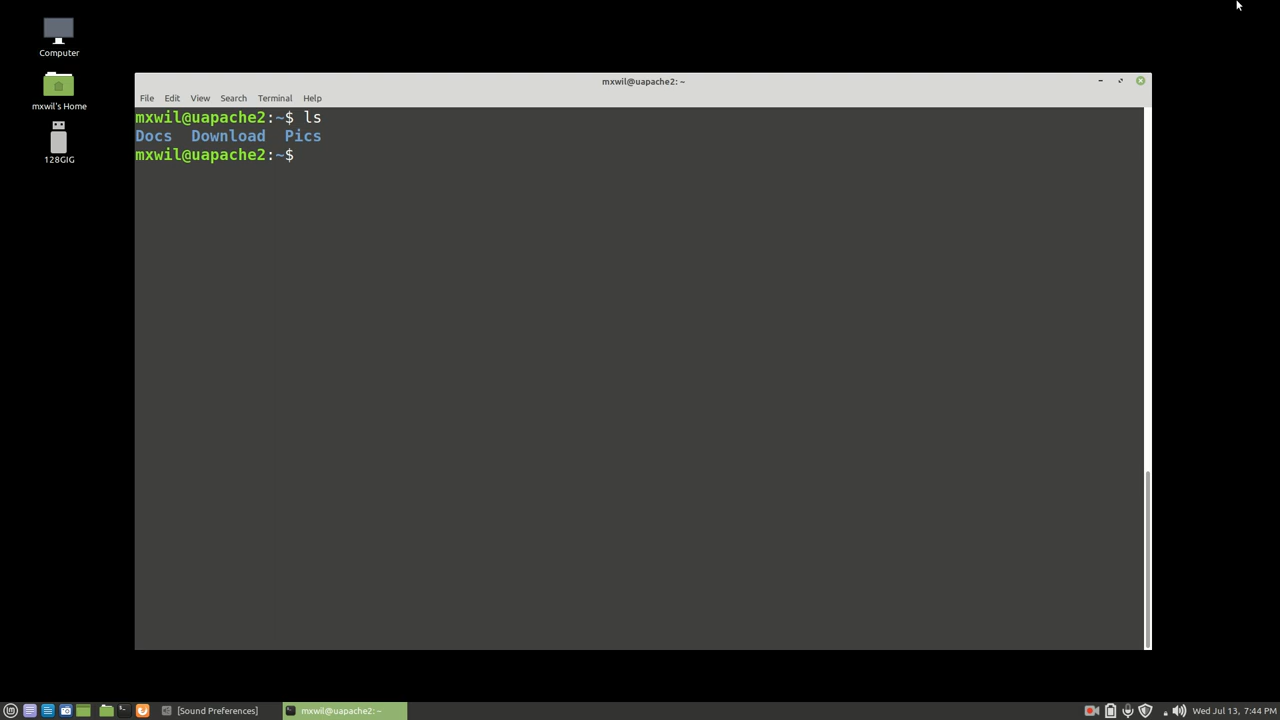 Computer
mxwil's Home
128GIG
mxwil@uapache2: ~
File Edit View Search Terminal Help
mxwil@uapache2:~$ ls
Docs  Download  Pics
mxwil@uapache2:~$
[Sound Preferences]
mxwil@uapache2: ~
Wed Jul 13, 7:44 PM